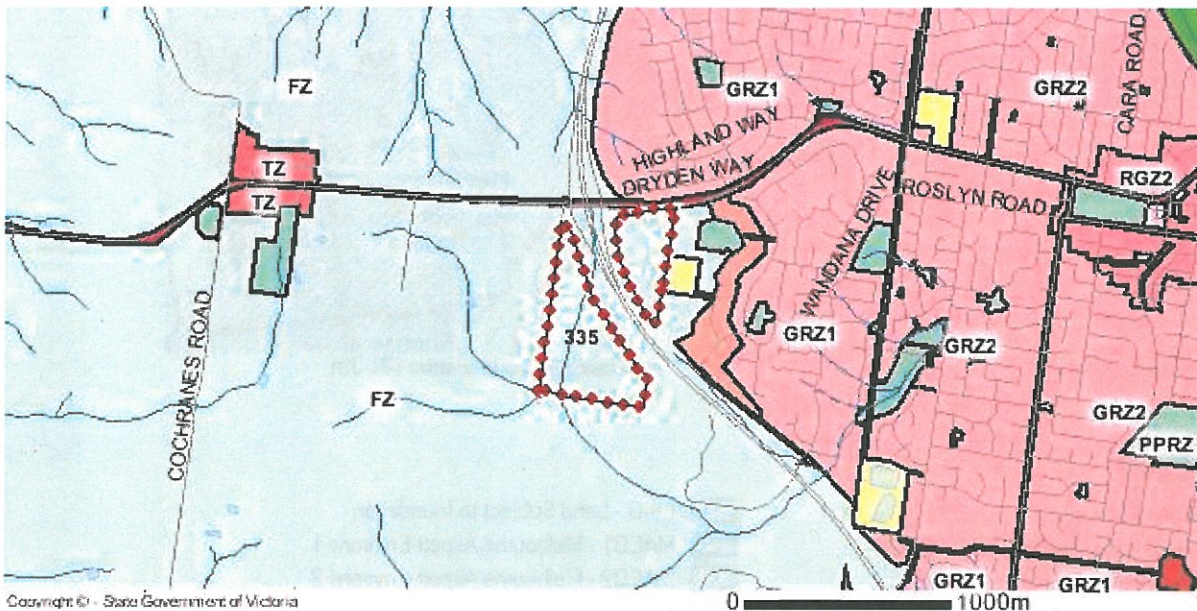 FZ
GRZ1
GRZ2
CARA ROAD
HIGHLAND WAY
DRYDEN WAY
TZ
TZ
RGZ2
ROSLYN ROAD
WANDANA DRIVE
COCHRANES ROAD
335
GRZ1
GRZ2
FZ
GRZ2
PPRZ
GRZ1
GRZ1
Copyright © - State Government of Victoria
0 1000m